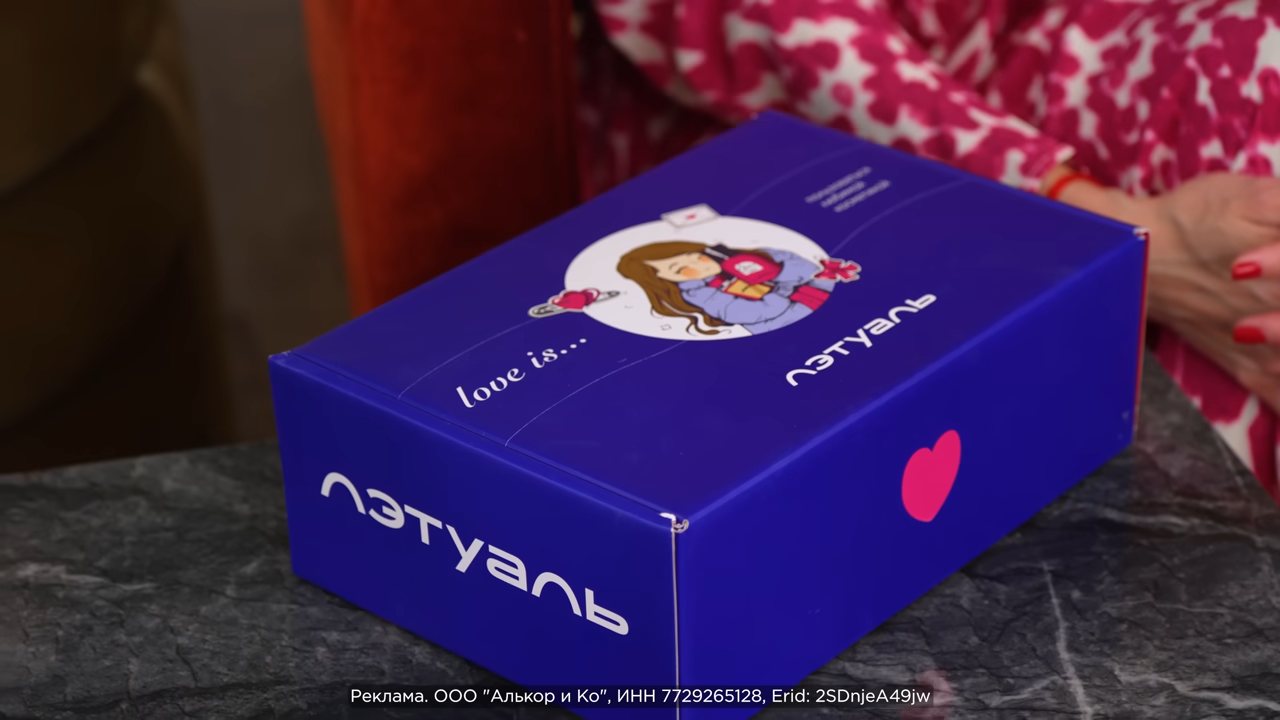 love is...
ЛЭТУАЛЬ
ЛЭТУАЛЬ
Реклама. ООО "Алькор и Ко", ИНН 7729265128, Erid: 2SDnjeA49jw